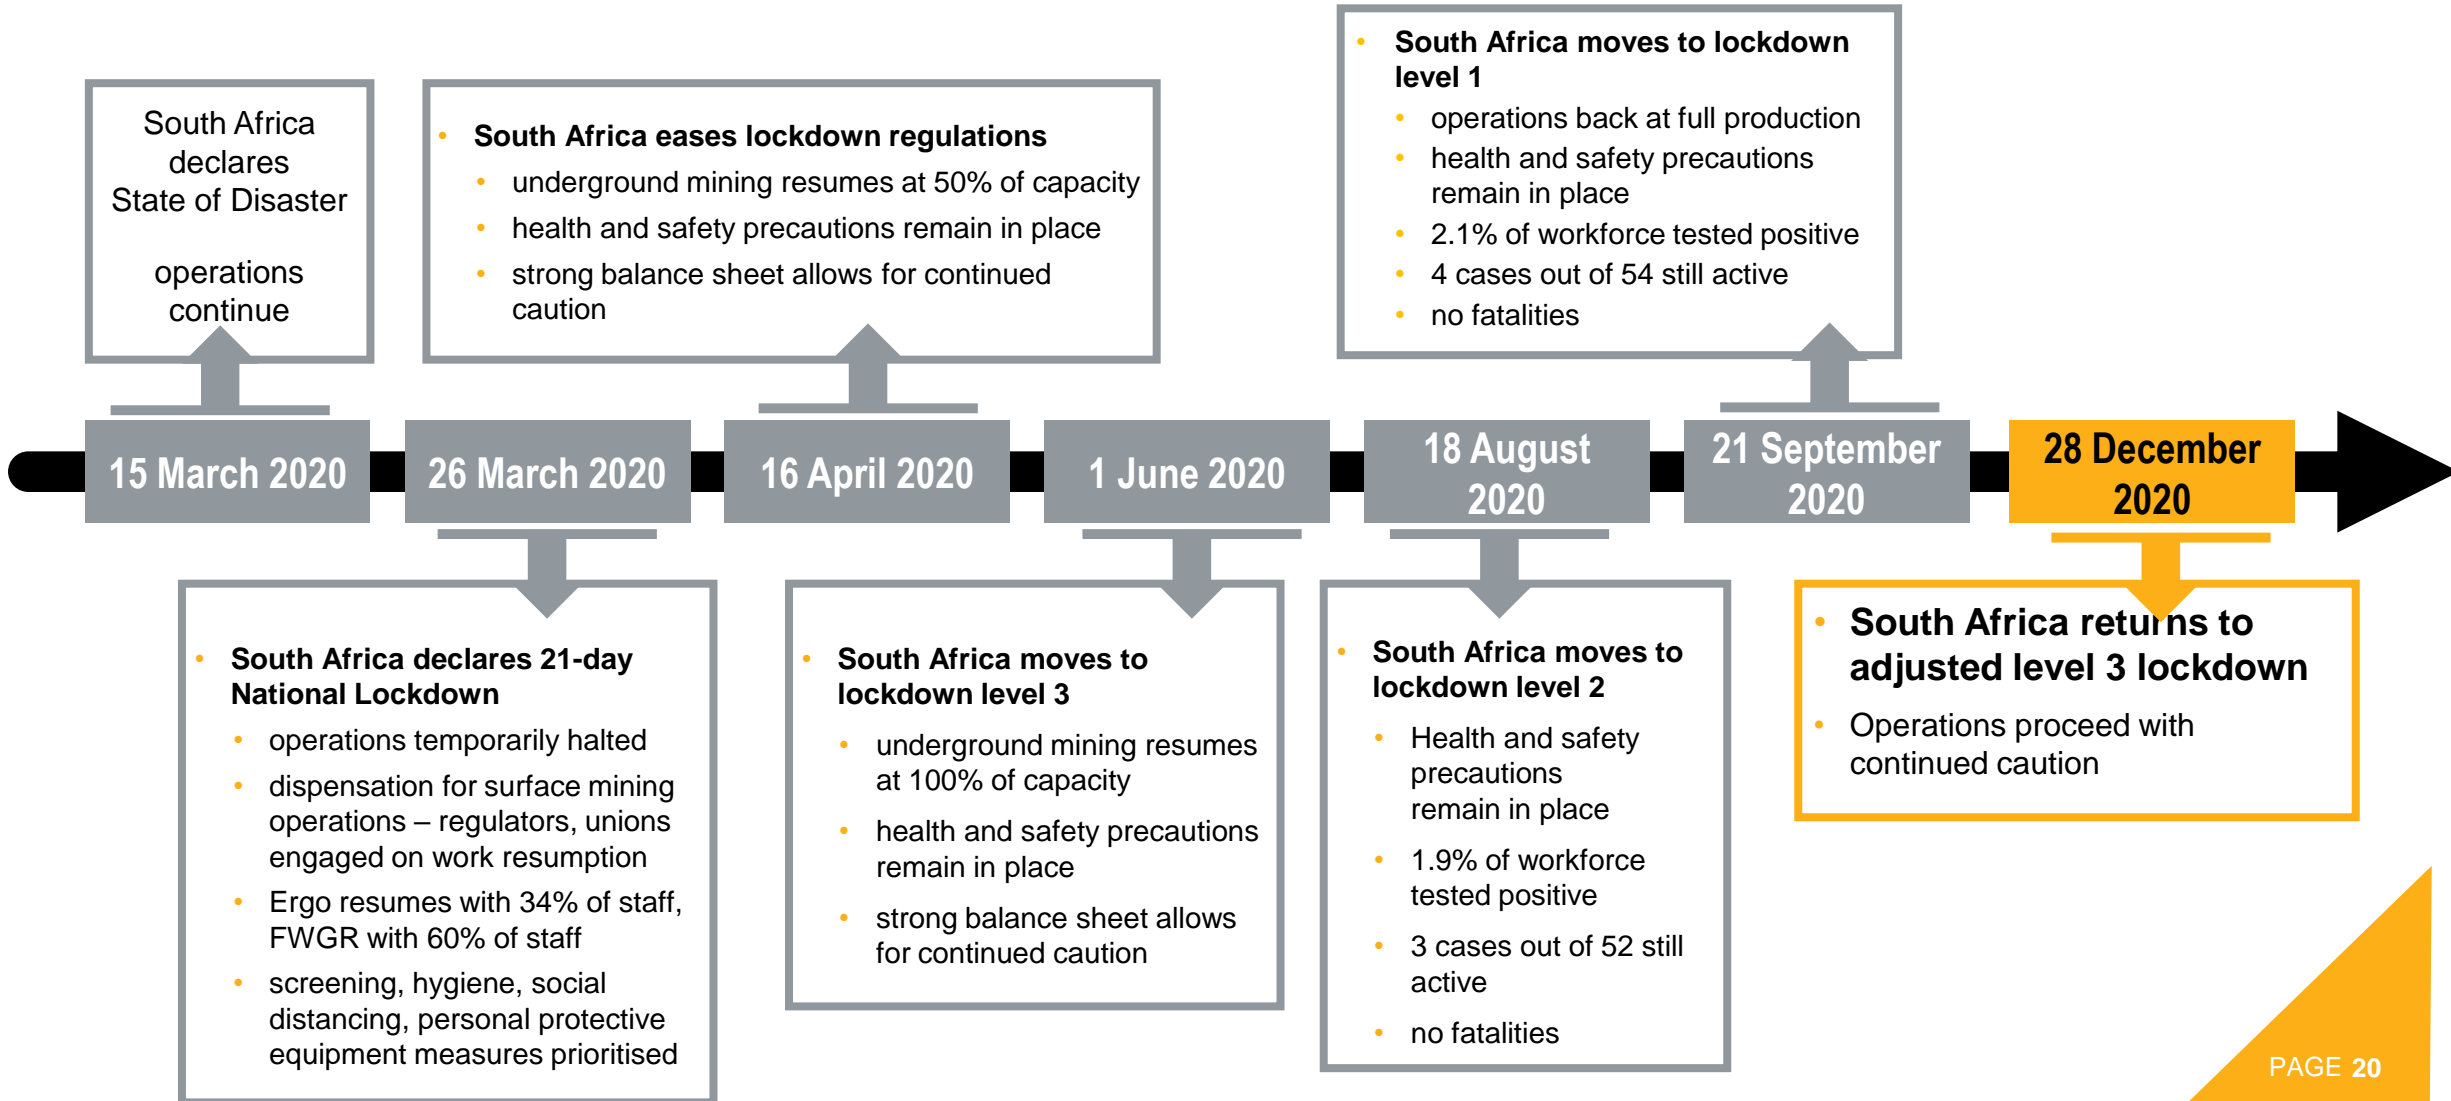 South Africa
declares
State of Disaster
operations
continue
• South Africa eases lockdown regulations
• underground mining resumes at 50% of capacity
• health and safety precautions remain in place
• strong balance sheet allows for continued
caution
• South Africa moves to lockdown
level 1
• operations back at full production
• health and safety precautions
remain in place
• 2.1% of workforce tested positive
• 4 cases out of 54 still active
• no fatalities
15 March 2020
26 March 2020
16 April 2020
1 June 2020
18 August
2020
21 September
2020
28 December
2020
• South Africa declares 21-day
National Lockdown
• operations temporarily halted
• dispensation for surface mining
operations – regulators, unions
engaged on work resumption
• Ergo resumes with 34% of staff,
FWGR with 60% of staff
• screening, hygiene, social
distancing, personal protective
equipment measures prioritised
• South Africa moves to
lockdown level 3
• underground mining resumes
at 100% of capacity
• health and safety precautions
remain in place
• strong balance sheet allows
for continued caution
• South Africa moves to
lockdown level 2
• Health and safety
precautions
remain in place
• 1.9% of workforce
tested positive
• 3 cases out of 52 still
active
• no fatalities
• South Africa returns to
adjusted level 3 lockdown
• Operations proceed with
continued caution
PAGE 20